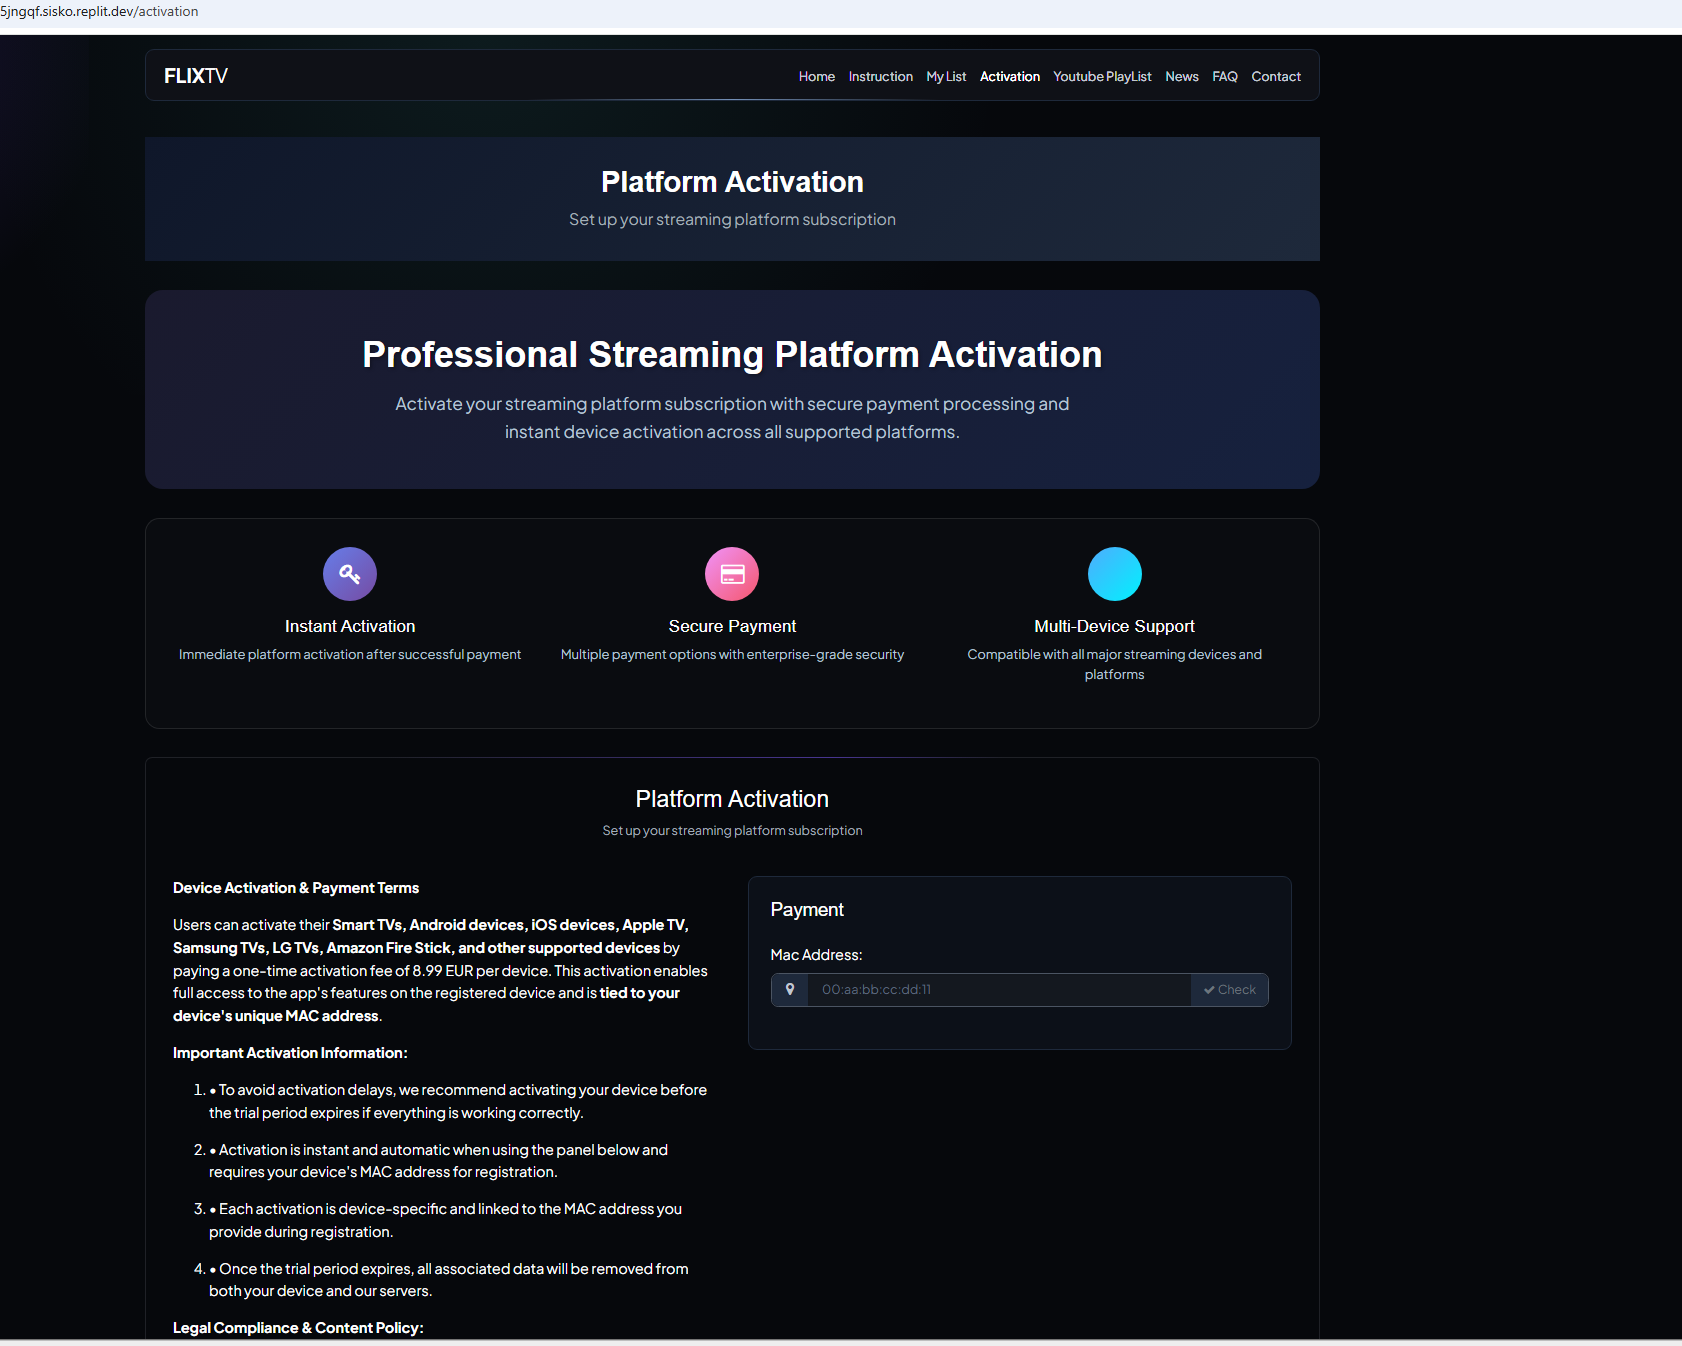 5jngqf.sisko.replit.dev/activation
FLIXTV
Home Instruction My List Activation Youtube PlayList News FAQ Contact
Platform Activation
Set up your streaming platform subscription
Professional Streaming Platform Activation
Activate your streaming platform subscription with secure payment processing and
instant device activation across all supported platforms.
Instant Activation
Immediate platform activation after successful payment
Secure Payment
Multiple payment options with enterprise-grade security
Multi-Device Support
Compatible with all major streaming devices and
platforms
Platform Activation
Set up your streaming platform subscription
Device Activation & Payment Terms
Users can activate their Smart TVs, Android devices, iOS devices, Apple TV,
Samsung TVs, LG TVs, Amazon Fire Stick, and other supported devices by
paying a one-time activation fee of 8.99 EUR per device. This activation enables
full access to the app's features on the registered device and is tied to your
device's unique MAC address.
Important Activation Information:
1. • To avoid activation delays, we recommend activating your device before
the trial period expires if everything is working correctly.
2. • Activation is instant and automatic when using the panel below and
requires your device's MAC address for registration.
3. • Each activation is device-specific and linked to the MAC address you
provide during registration.
4. • Once the trial period expires, all associated data will be removed from
both your device and our servers.
Legal Compliance & Content Policy:
Payment
Mac Address:
00:aa:bb:cc:dd:11
Check